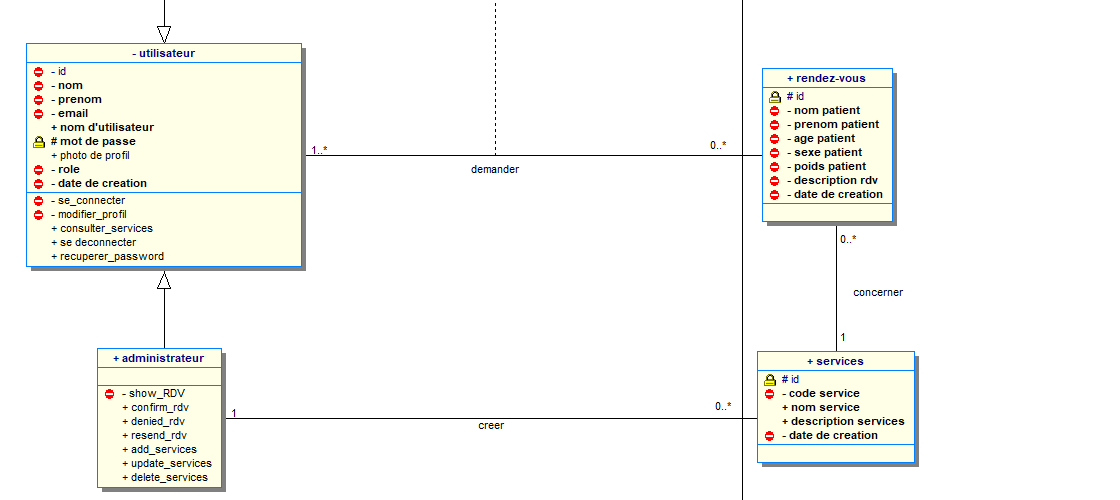 - utilisateur
- id
- nom
- prenom
- email
+ nom d'utilisateur
# mot de passe
+ photo de profil
- role
- date de creation
- se_connecter
- modifier_profil
+ consulter_services
+ se deconnecter
+ recuperer_password
1..*
0..*
demander
+ rendez-vous
# id
- nom patient
- prenom patient
- age patient
- sexe patient
- poids patient
- description rdv
- date de creation
0..*
concerner
1
+ administrateur
- show_RDV
+ confirm_rdv
+ denied_rdv
+ resend_rdv
+ add_services
+ update_services
+ delete_services
1
0..*
creer
+ services
# id
- code service
+ nom service
+ description services
- date de creation